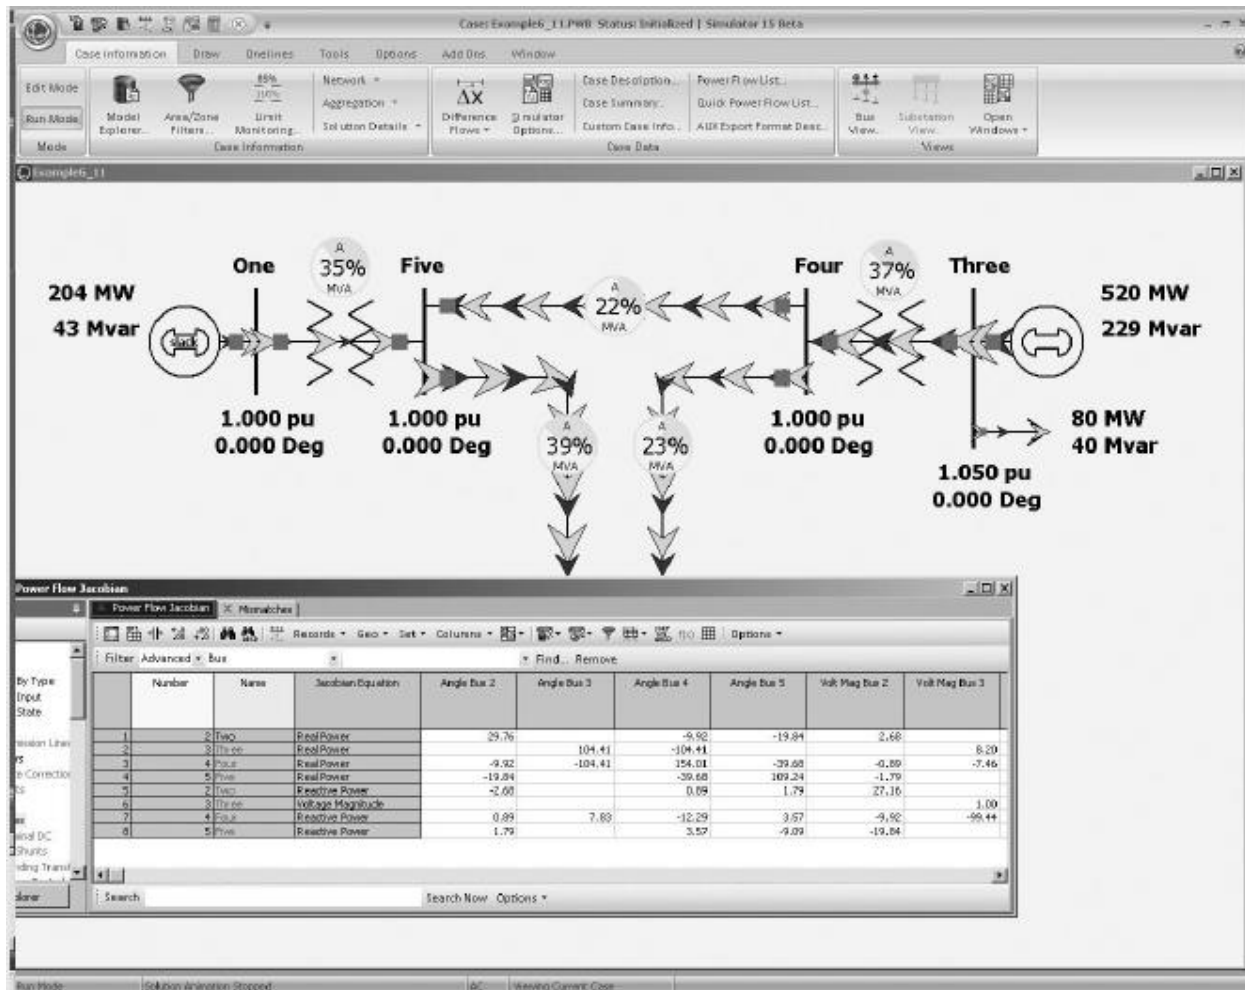 Case: Example6_11.PWB Status: Initialized | Simulator 15 Beta
Case Information Draw Onelines Tools Options Add Ons Window
Edit Mode
Run Mode
Mode
Model Explorer...
Area/Zone Filters...
Limit Monitoring...
Network
Aggregation
Solution Details
Case Information
Difference Flows
Simulator Options...
Case Description...
Case Summary...
Custom Case Info...
Power Flow List...
Quick Power Flow List...
AUX Export Format Desc...
Case Data
Bus View...
Substation View...
Open Windows
Views
Example6_11
One
Five
Four
Three
A
35%
MVA
A
22%
MVA
A
37%
MVA
204 MW
43 Mvar
slack
520 MW
229 Mvar
1.000 pu
0.000 Deg
1.000 pu
0.000 Deg
A
39%
MVA
A
23%
MVA
1.000 pu
0.000 Deg
80 MW
40 Mvar
1.050 pu
0.000 Deg
Power Flow Jacobian
Power Flow Jacobian Mismatches
Records Geo Set Columns Options
Filter Advanced Bus Find... Remove
By Type
Input
State
Number Name Jacobian Equation Angle Bus 2 Angle Bus 3 Angle Bus 4 Angle Bus 5 Volt Mag Bus 2 Volt Mag Bus 3
1 2 Two Real Power 29.76 -9.92 -19.84 2.68
2 3 Three Real Power 104.41 -104.41 8.20
3 4 Four Real Power -9.92 -104.41 154.01 -39.68 -0.89 -7.46
4 5 Five Real Power -19.84 -39.68 109.24 -1.79
5 2 Two Reactive Power -2.68 0.89 1.79 27.16
6 3 Three Voltage Magnitude 1.00
7 4 Four Reactive Power 0.89 7.83 -12.29 3.57 -9.92 -99.44
8 5 Five Reactive Power 1.79 3.57 -9.09 -19.84
Search Search Now Options
Run Mode Solution Animation Stopped AC Viewing Current Case